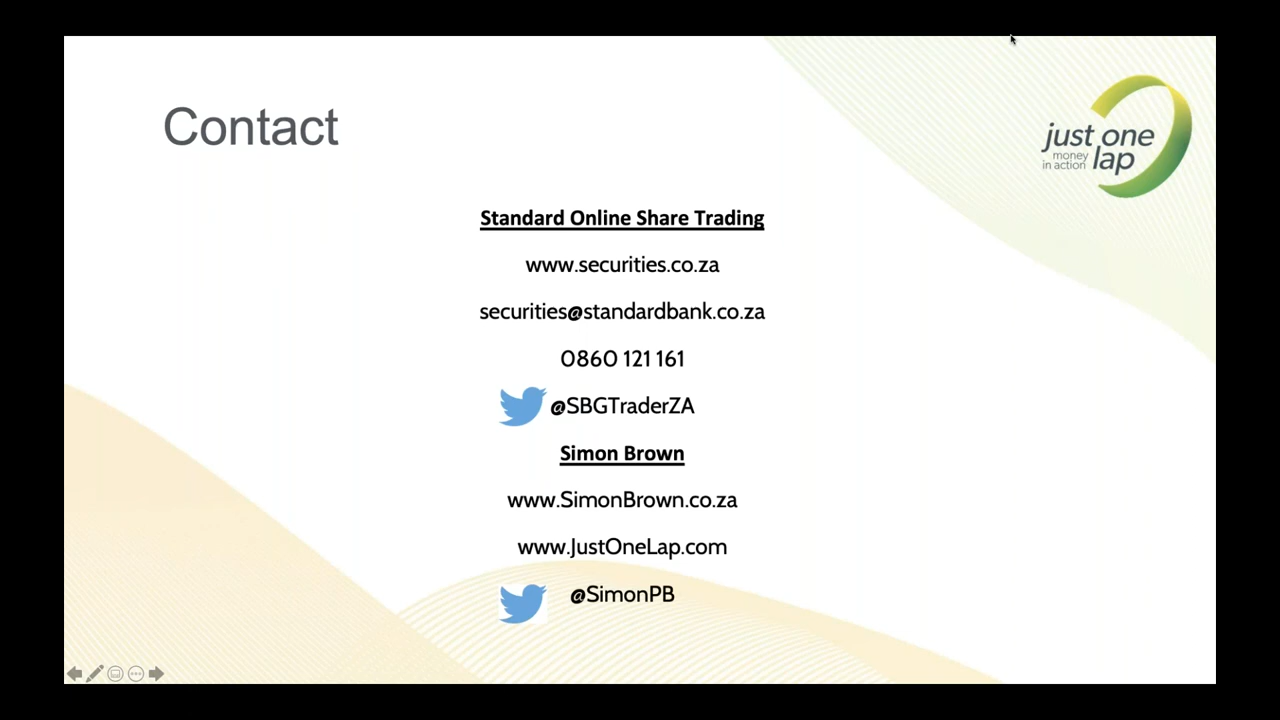 Contact
just one
money
in action
lap
Standard Online Share Trading
www.securities.co.za
securities@standardbank.co.za
0860 121 161
@SBGTraderZA
Simon Brown
www.SimonBrown.co.za
www.JustOneLap.com
@SimonPB